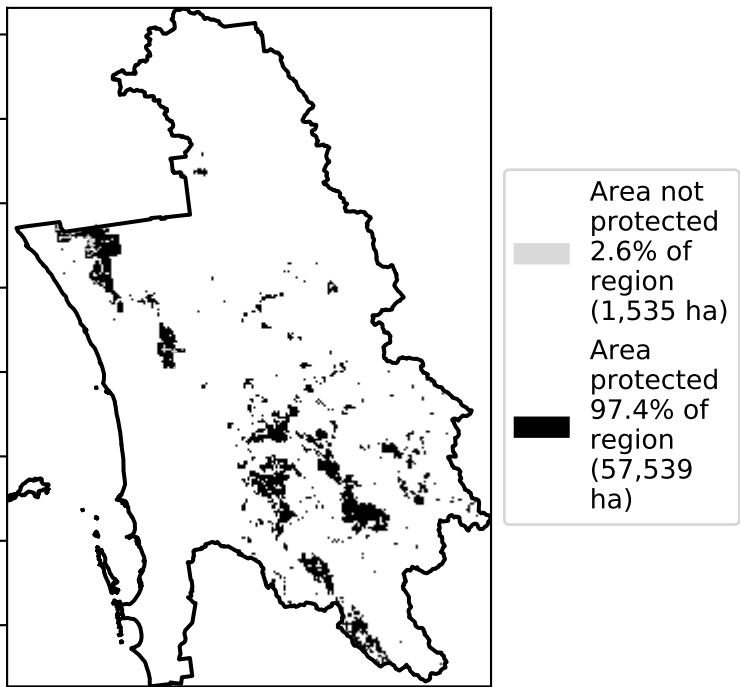 Area not
protected
2.6% of
region
(1,535 ha)
Area
protected
97.4% of
region
(57,539
ha)